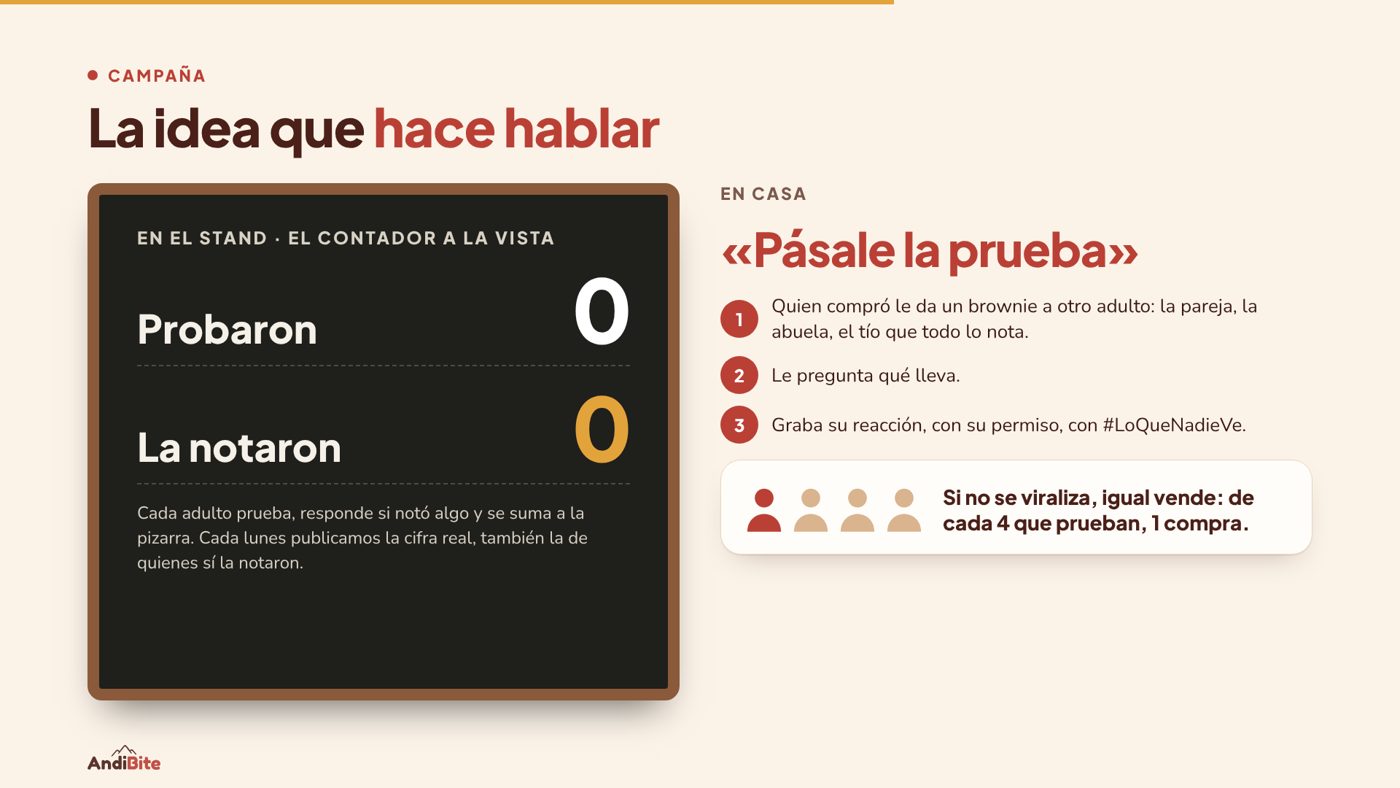 CAMPAÑA
La idea que hace hablar
EN EL STAND · EL CONTADOR A LA VISTA
Probaron 0
La notaron 0
Cada adulto prueba, responde si notó algo y se suma a la
pizarra. Cada lunes publicamos la cifra real, también la de
quienes sí la notaron.
EN CASA
«Pásale la prueba»
1 Quien compró le da un brownie a otro adulto: la pareja, la
abuela, el tío que todo lo nota.
2 Le pregunta qué lleva.
3 Graba su reacción, con su permiso, con #LoQueNadieVe.
Si no se viraliza, igual vende: de
cada 4 que prueban, 1 compra.
AndiBite